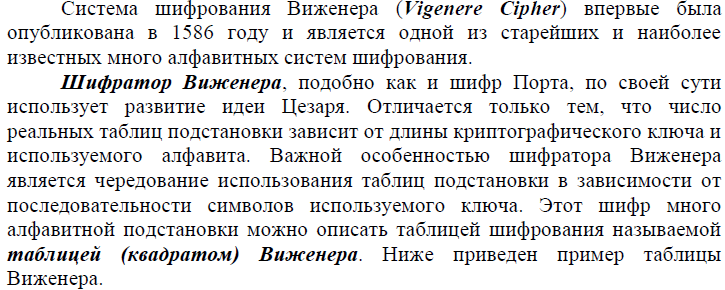 Система шифрования Виженера (Vigenere Cipher) впервые была
опубликована в 1586 году и является одной из старейших и наиболее
известных много алфавитных систем шифрования.
Шифратор Виженера, подобно как и шифр Порта, по своей сути
использует развитие идеи Цезаря. Отличается только тем, что число
реальных таблиц подстановки зависит от длины криптографического ключа и
используемого алфавита. Важной особенностью шифратора Виженера
является чередование использования таблиц подстановки в зависимости от
последовательности символов используемого ключа. Этот шифр много
алфавитной подстановки можно описать таблицей шифрования называемой
таблицей (квадратом) Виженера. Ниже приведен пример таблицы
Виженера.